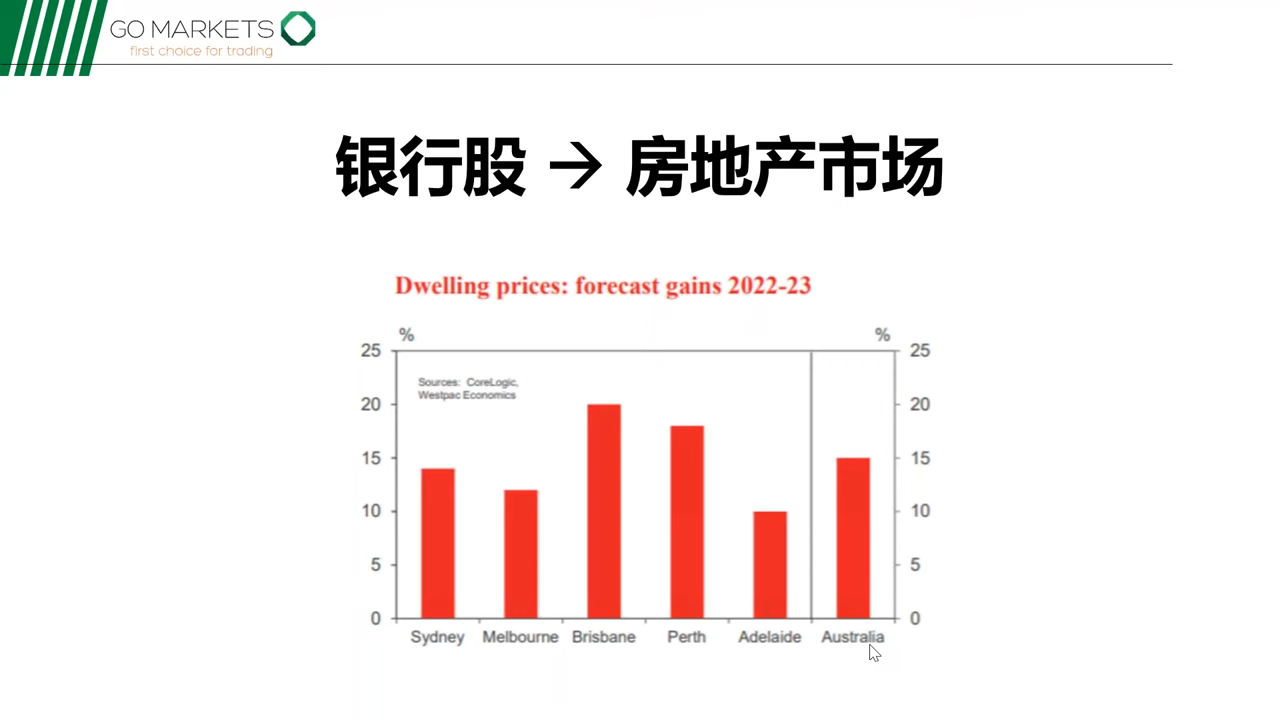 GO MARKETS
first choice for trading
银行股 → 房地产市场
Dwelling prices: forecast gains 2022-23
% %
25 25
Sources: CoreLogic,
Westpac Economics
20 20
15 15
10 10
5 5
0 0
Sydney Melbourne Brisbane Perth Adelaide Australia